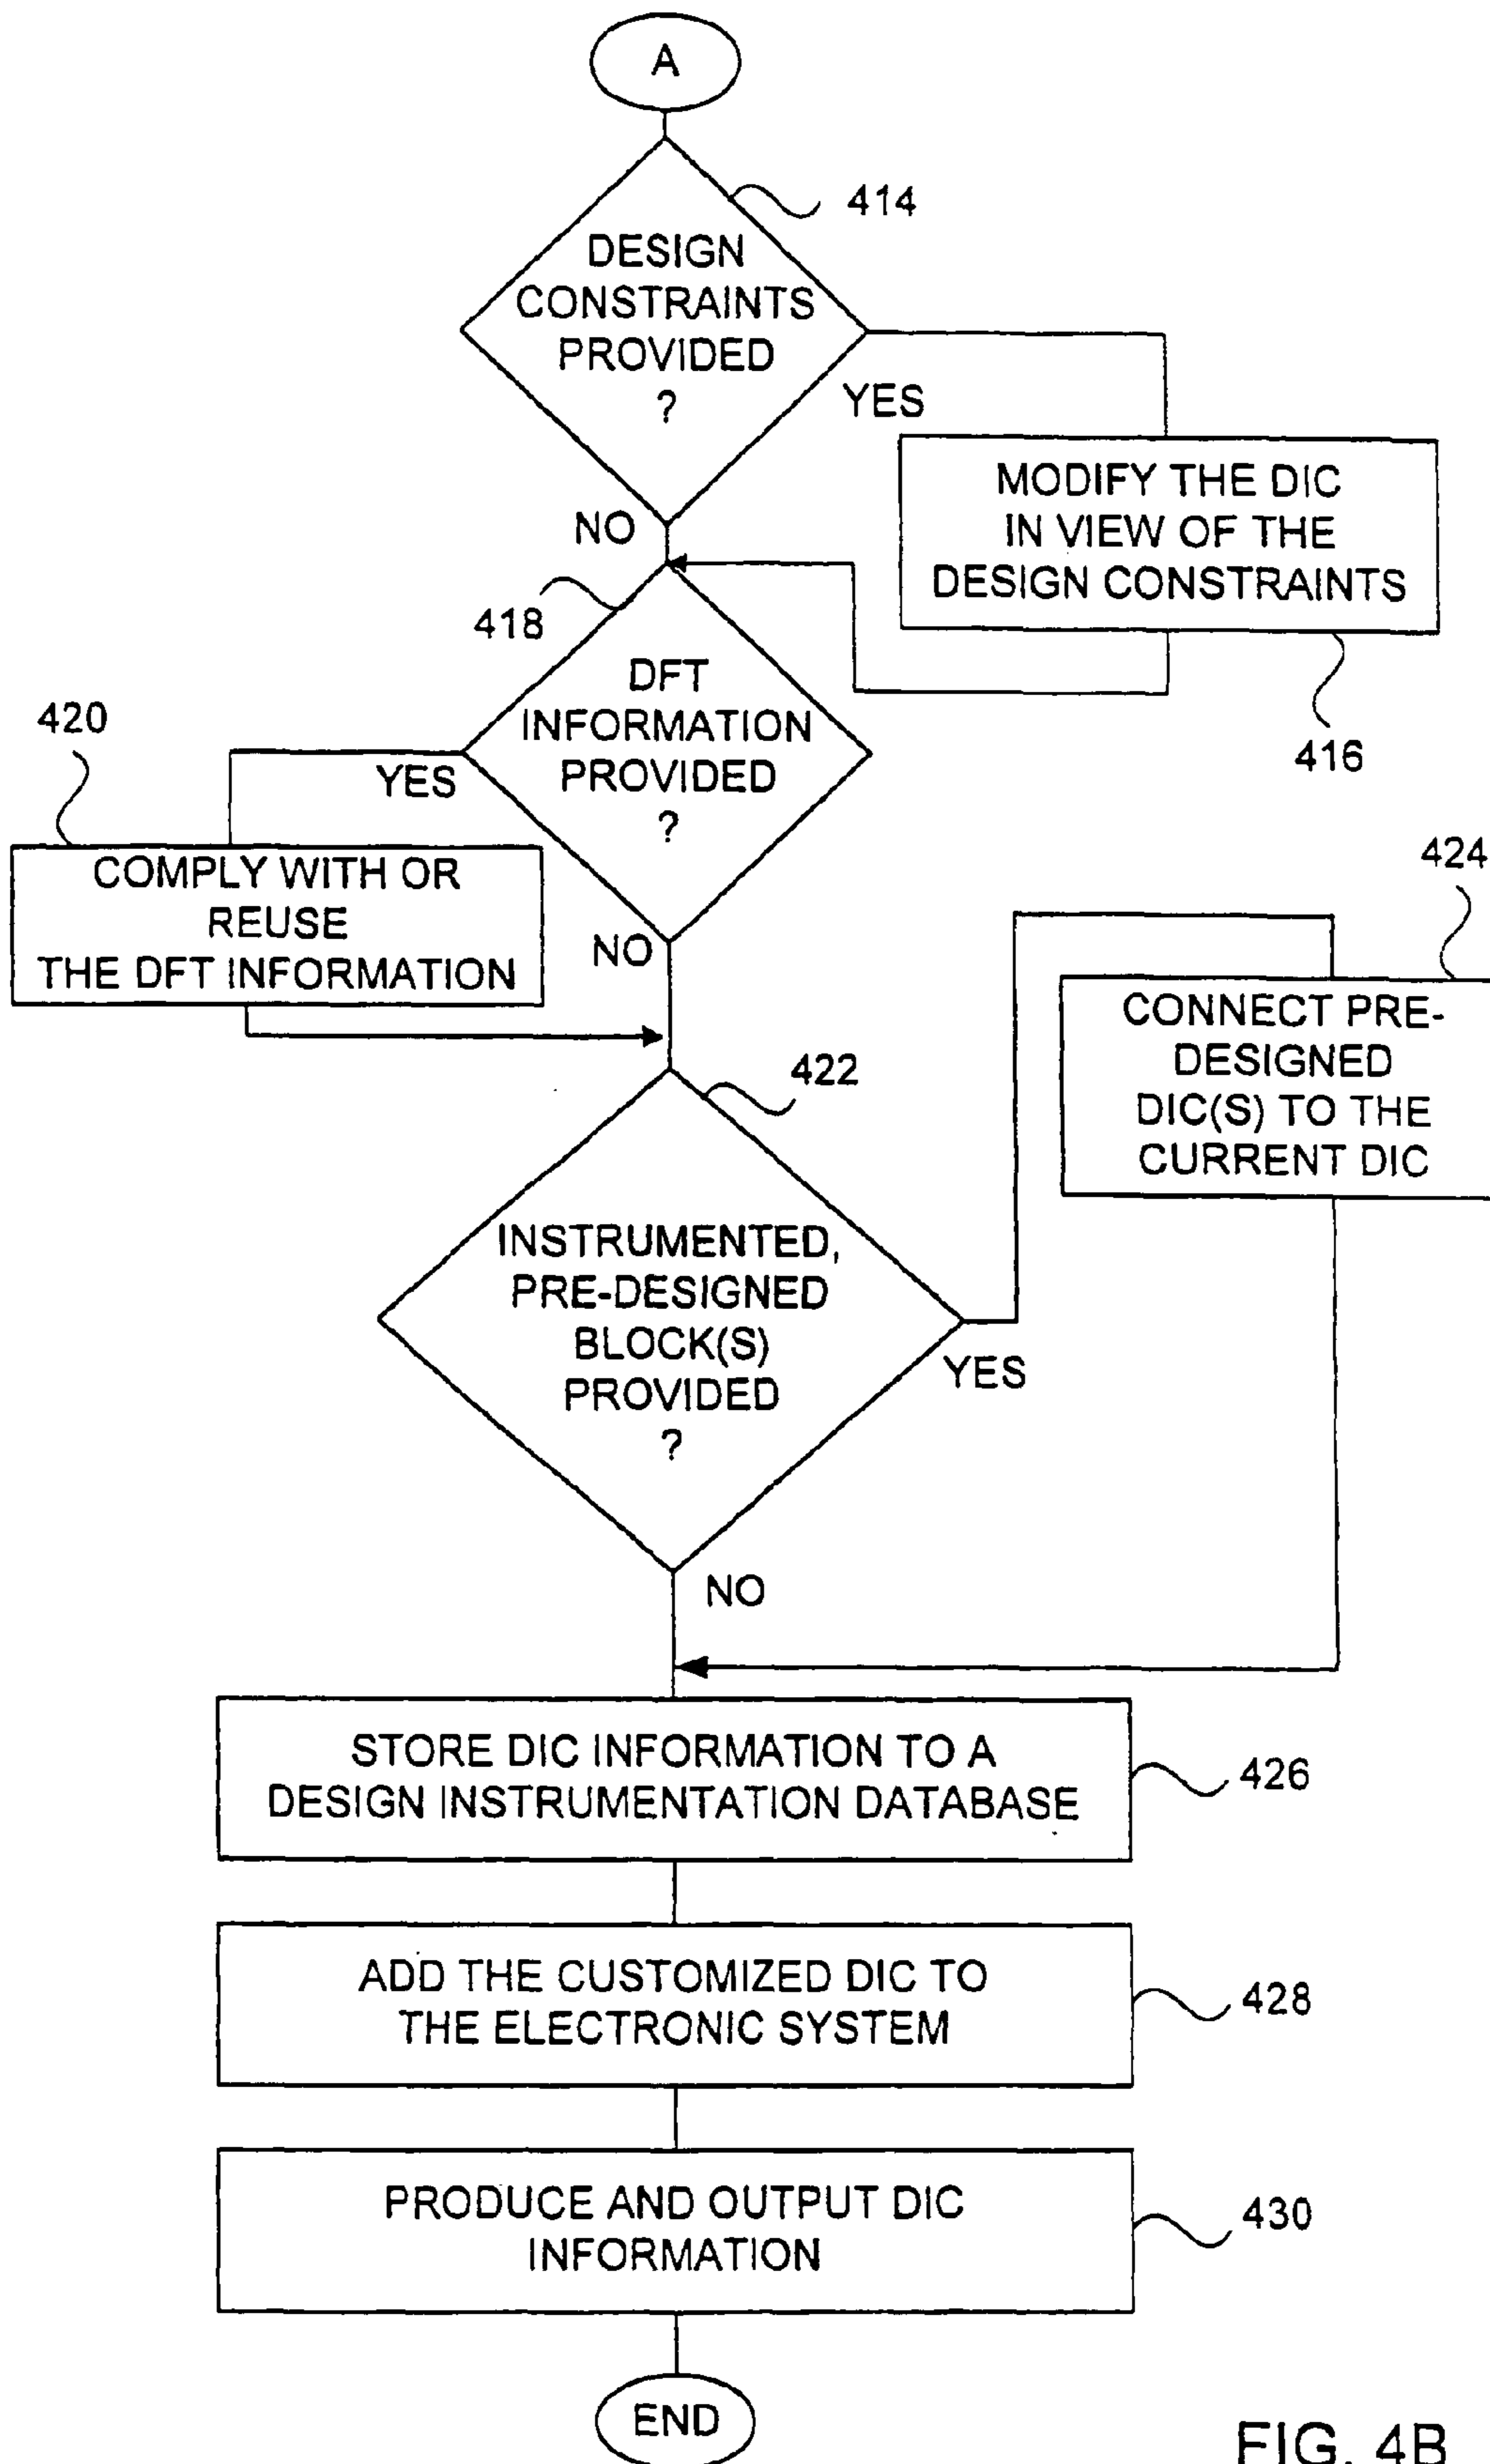 A
414
DESIGN
CONSTRAINTS
PROVIDED
?
YES
NO
MODIFY THE DIC
IN VIEW OF THE
DESIGN CONSTRAINTS
416
418
DFT
INFORMATION
PROVIDED
?
YES
NO
420
COMPLY WITH OR
REUSE
THE DFT INFORMATION
424
CONNECT PRE-
DESIGNED
DIC(S) TO THE
CURRENT DIC
422
INSTRUMENTED,
PRE-DESIGNED
BLOCK(S)
PROVIDED
?
YES
NO
STORE DIC INFORMATION TO A
DESIGN INSTRUMENTATION DATABASE
426
ADD THE CUSTOMIZED DIC TO
THE ELECTRONIC SYSTEM
428
PRODUCE AND OUTPUT DIC
INFORMATION
430
END
FIG. 4B